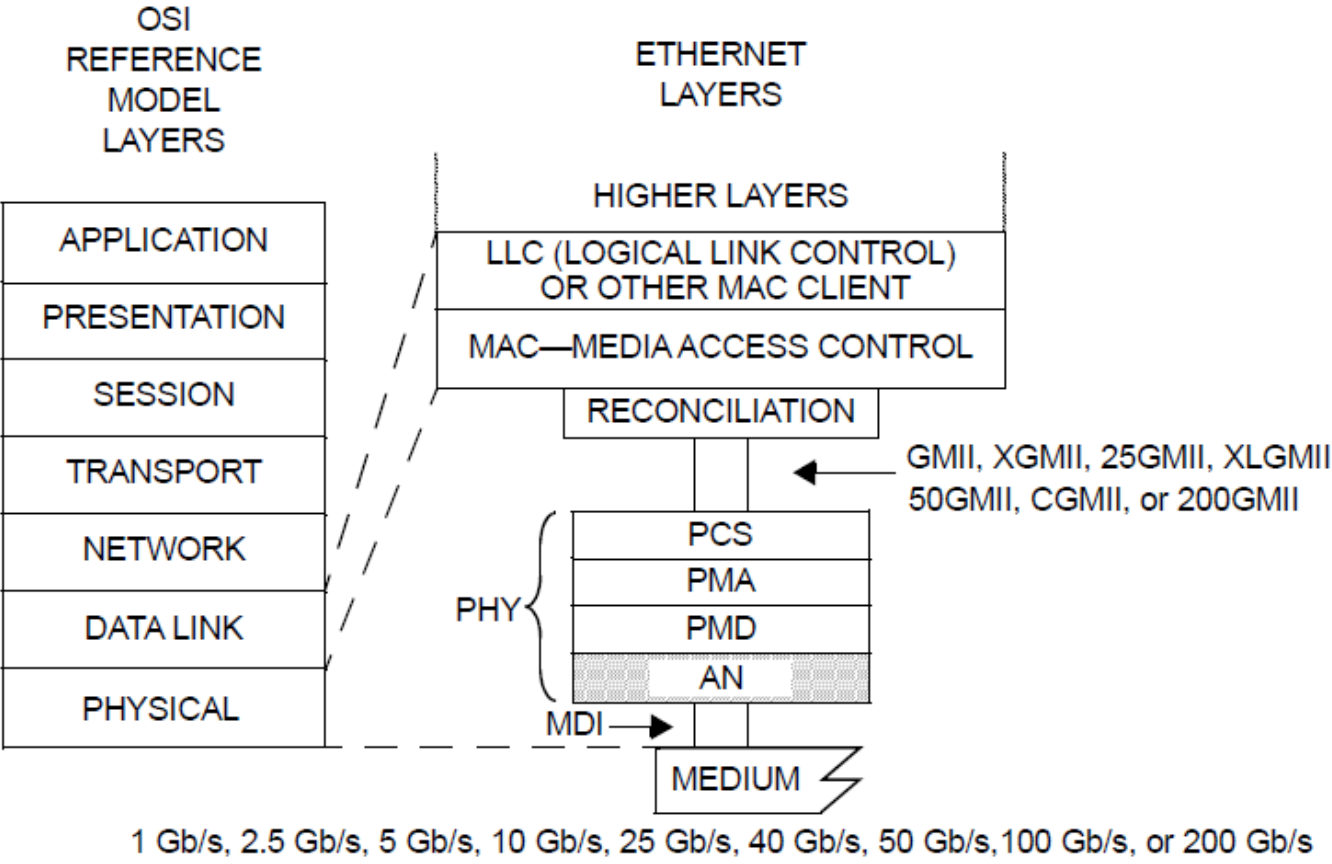 OSI
REFERENCE
MODEL
LAYERS
ETHERNET
LAYERS
APPLICATION
PRESENTATION
SESSION
TRANSPORT
NETWORK
DATA LINK
PHYSICAL
HIGHER LAYERS
LLC (LOGICAL LINK CONTROL)
OR OTHER MAC CLIENT
MAC—MEDIA ACCESS CONTROL
RECONCILIATION
GMII, XGMII, 25GMII, XLGMII
50GMII, CGMII, or 200GMII
PHY
PCS
PMA
PMD
AN
MDI
MEDIUM
1 Gb/s, 2.5 Gb/s, 5 Gb/s, 10 Gb/s, 25 Gb/s, 40 Gb/s, 50 Gb/s,100 Gb/s, or 200 Gb/s